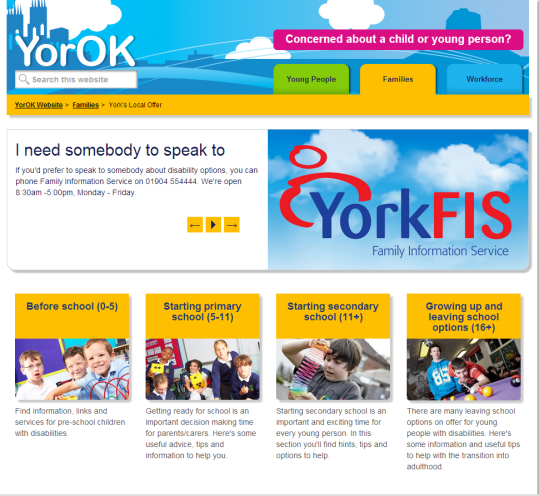 YorOK
Concerned about a child or young person?
Search this website
Young People
Families
Workforce
YorOK Website > Families > York's Local Offer
I need somebody to speak to
If you'd prefer to speak to somebody about disability options, you can
phone Family Information Service on 01904 554444. We're open
8:30am -5:00pm, Monday - Friday.
YorkFIS
Family Information Service
Before school (0-5)
Find information, links and
services for pre-school children
with disabilities.
Starting primary
school (5-11)
Getting ready for school is an
important decision making time
for parents/carers. Here's some
useful advice, tips and
information to help you.
Starting secondary
school (11+)
Starting secondary school is an
important and exciting time for
every young person. In this
section you'll find hints, tips and
options to help.
Growing up and
leaving school
options (16+)
There are many leaving school
options on offer for young
people with disabilities. Here's
some information and useful tips
to help with the transition into
adulthood.